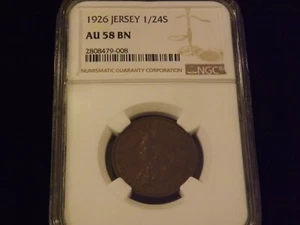 1926 JERSEY 1/24S
AU 58 BN
2808479-008
NUMISMATIC GUARANTY CORPORATION
NGC